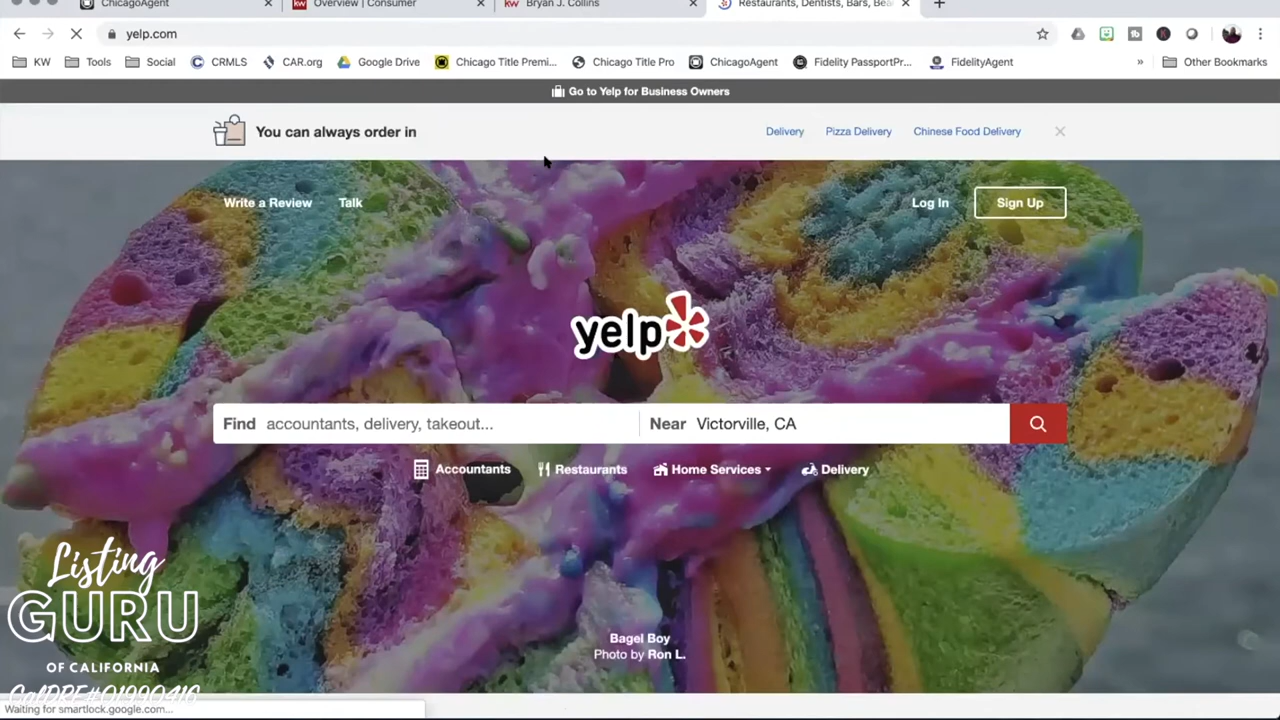 ChicagoAgent
kw Overview | Consumer
kw Bryan J. Collins
Restaurants, Dentists, Bars, Bea
yelp.com
KW Tools Social CRMLS CAR.org Google Drive Chicago Title Premi... Chicago Title Pro ChicagoAgent Fidelity PassportPr... FidelityAgent » Other Bookmarks
Go to Yelp for Business Owners
You can always order in
Delivery Pizza Delivery Chinese Food Delivery
Write a Review Talk
Log In Sign Up
yelp
Find accountants, delivery, takeout... Near Victorville, CA
Accountants Restaurants Home Services Delivery
Listing
GURU
OF CALIFORNIA
Bagel Boy
Photo by Ron L.
Waiting for smartlock.google.com...